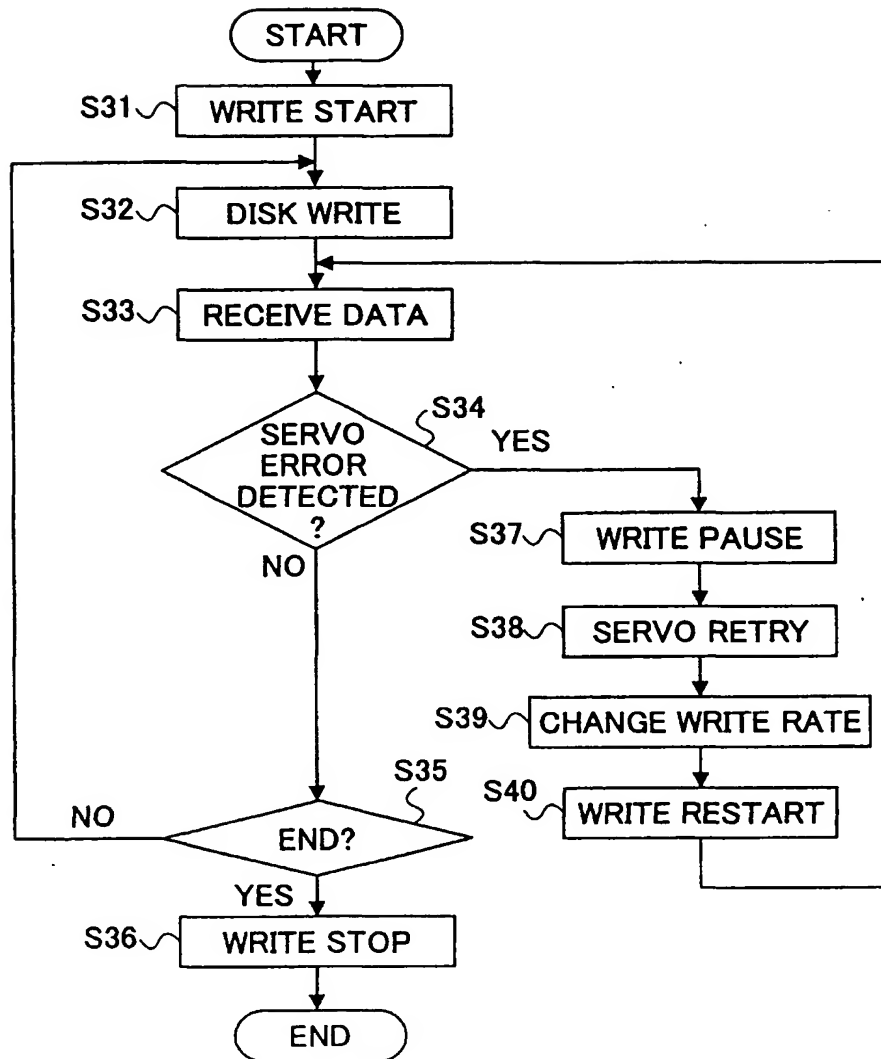 START
S31
WRITE START
S32
DISK WRITE
S33
RECEIVE DATA
S34
SERVO
ERROR
DETECTED
?
YES
NO
S37
WRITE PAUSE
S38
SERVO RETRY
S39
CHANGE WRITE RATE
S40
WRITE RESTART
S35
NO
END?
YES
S36
WRITE STOP
END